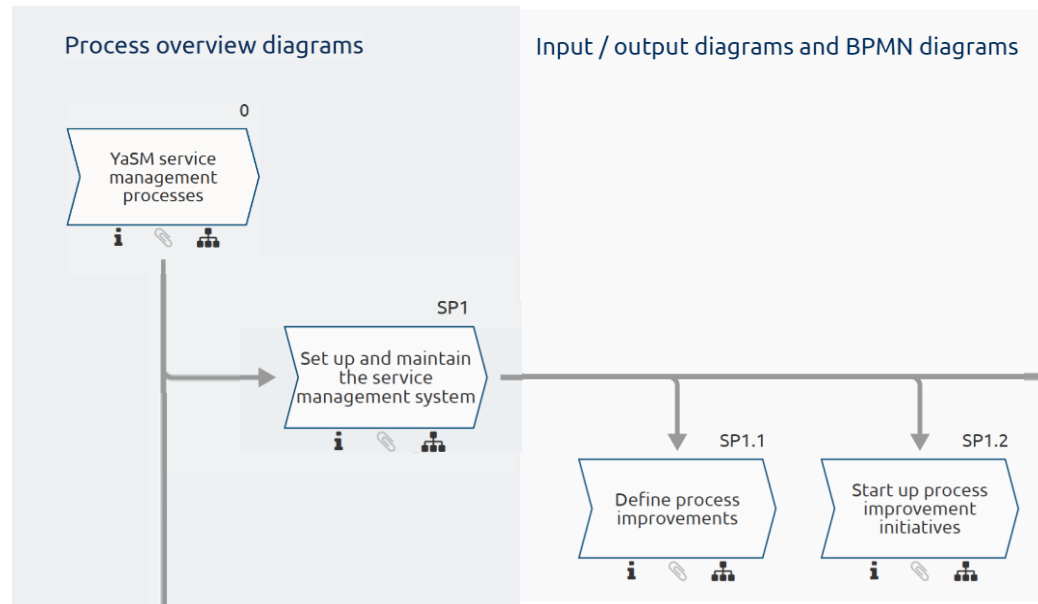 Process overview diagrams
Input / output diagrams and BPMN diagrams
0
YaSM service
management
processes
SP1
Set up and maintain
the service
management system
SP1.1
Define process
improvements
SP1.2
Start up process
improvement
initiatives